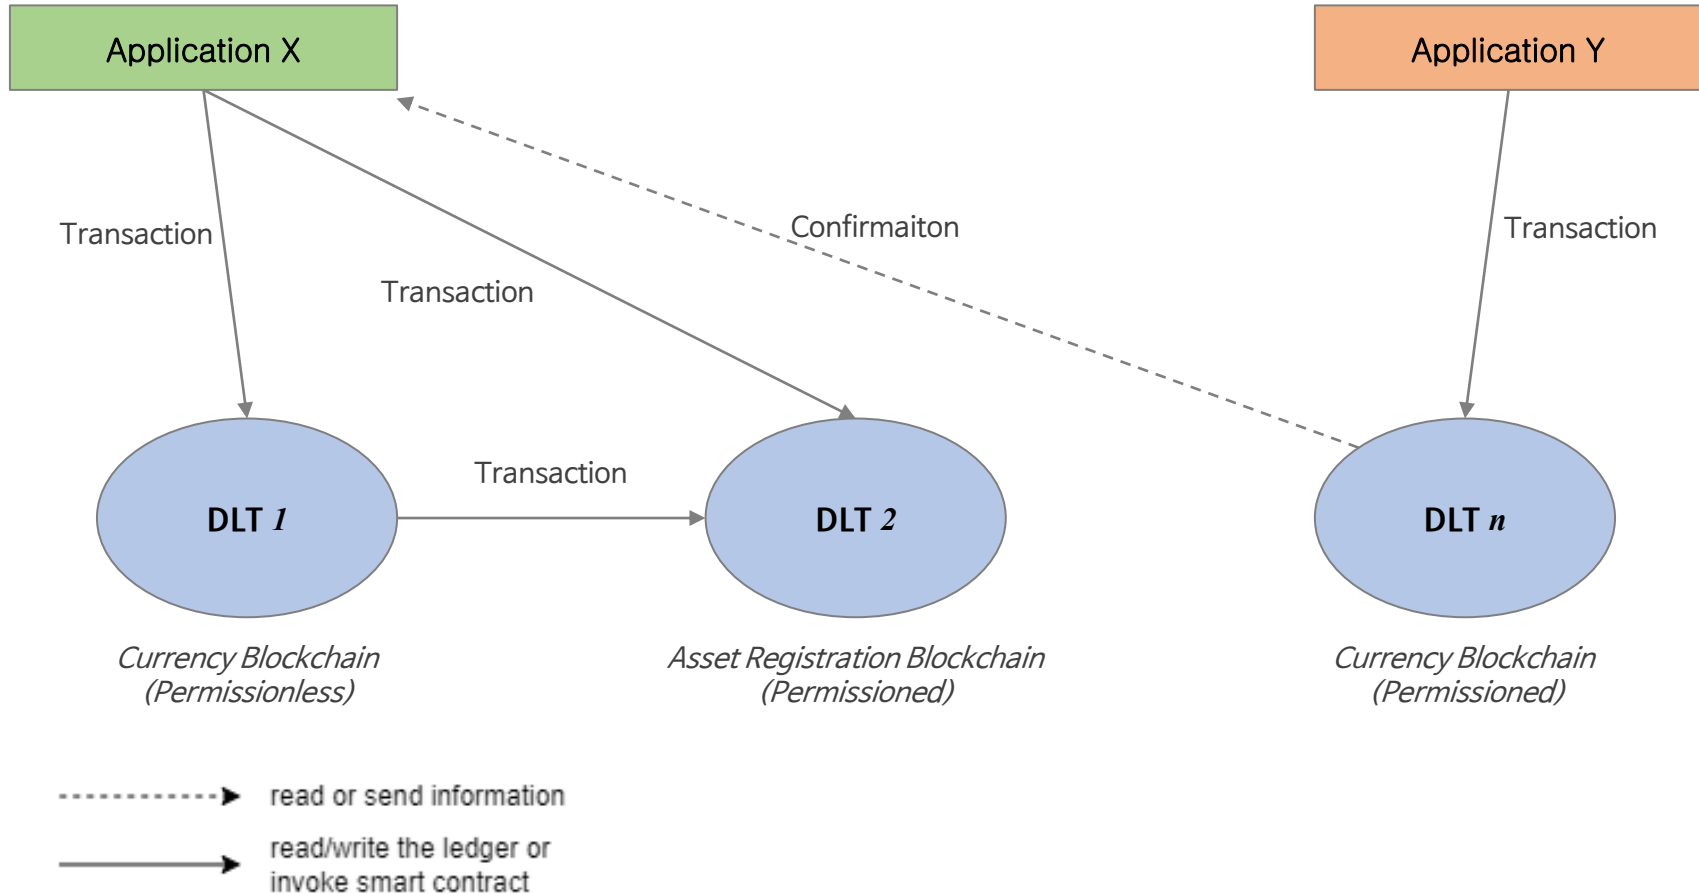 Application X
Application Y
Transaction
Transaction
Confirmaiton
Transaction
Transaction
DLT 1
DLT 2
DLT n
Currency Blockchain
(Permissionless)
Asset Registration Blockchain
(Permissioned)
Currency Blockchain
(Permissioned)
read or send information
read/write the ledger or
invoke smart contract